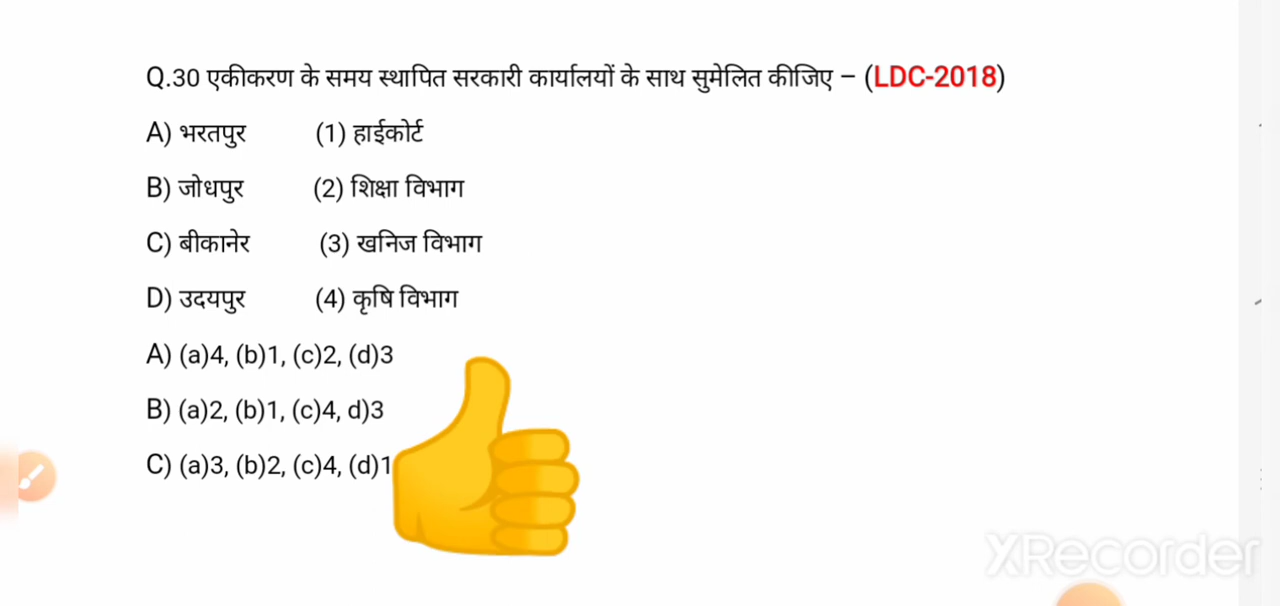 Q.30 एकीकरण के समय स्थापित सरकारी कार्यालयों के साथ सुमेलित कीजिए – (LDC-2018)
A) भरतपुर (1) हाईकोर्ट
B) जोधपुर (2) शिक्षा विभाग
C) बीकानेर (3) खनिज विभाग
D) उदयपुर (4) कृषि विभाग
A) (a)4, (b)1, (c)2, (d)3
B) (a)2, (b)1, (c)4, d)3
C) (a)3, (b)2, (c)4, (d)1
XRecorder